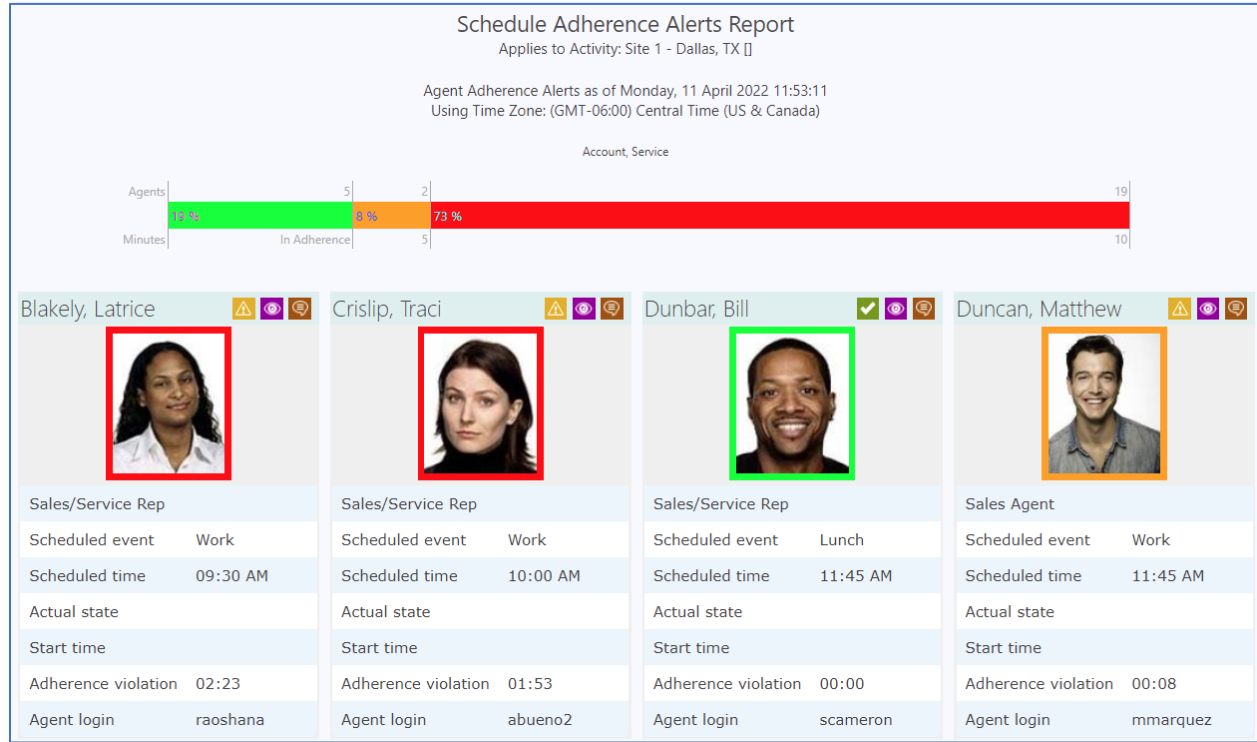 Schedule Adherence Alerts Report
Applies to Activity: Site 1 - Dallas, TX []
Agent Adherence Alerts as of Monday, 11 April 2022 11:53:11
Using Time Zone: (GMT-06:00) Central Time (US & Canada)
Account, Service
Agents 5 2 19
19 % 8 % 73 %
Minutes In Adherence 5 10
Blakely, Latrice
Sales/Service Rep
Scheduled event Work
Scheduled time 09:30 AM
Actual state
Start time
Adherence violation 02:23
Agent login raoshana
Crislip, Traci
Sales/Service Rep
Scheduled event Work
Scheduled time 10:00 AM
Actual state
Start time
Adherence violation 01:53
Agent login abueno2
Dunbar, Bill
Sales/Service Rep
Scheduled event Lunch
Scheduled time 11:45 AM
Actual state
Start time
Adherence violation 00:00
Agent login scameron
Duncan, Matthew
Sales Agent
Scheduled event Work
Scheduled time 11:45 AM
Actual state
Start time
Adherence violation 00:08
Agent login mmarquez